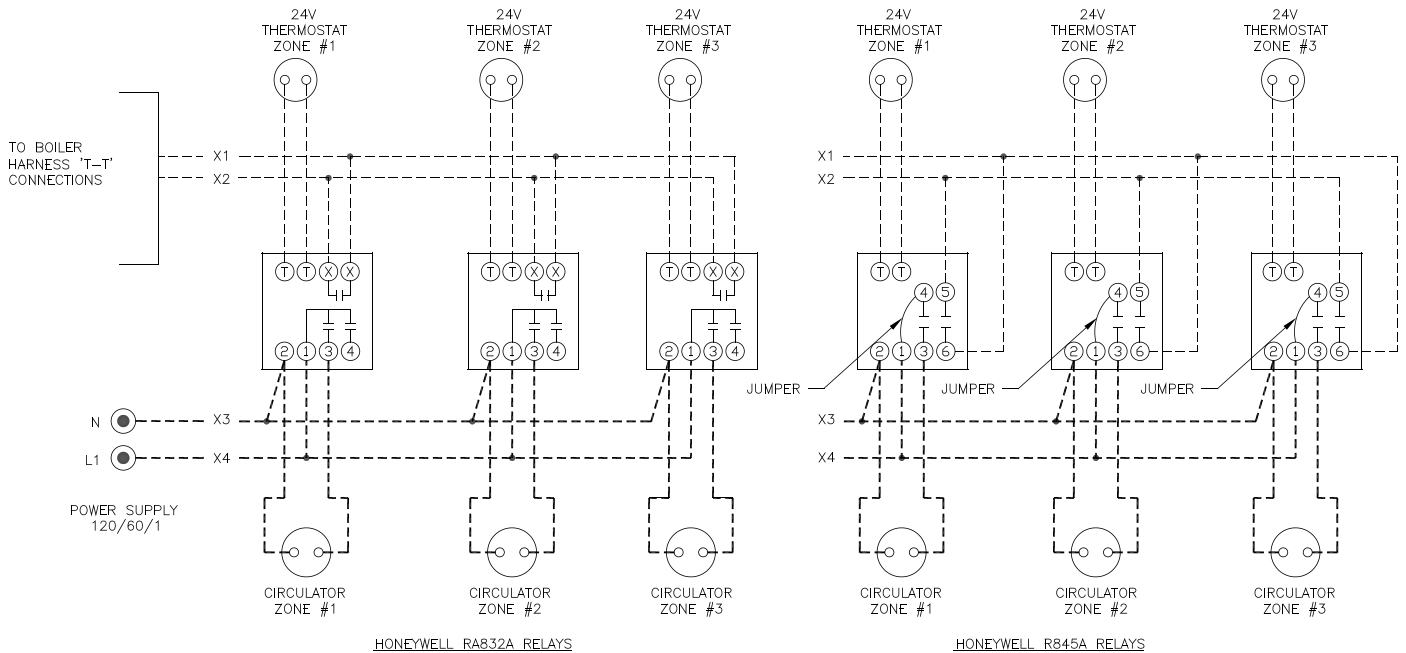 24V
THERMOSTAT
ZONE #1
24V
THERMOSTAT
ZONE #2
24V
THERMOSTAT
ZONE #3
24V
THERMOSTAT
ZONE #1
24V
THERMOSTAT
ZONE #2
24V
THERMOSTAT
ZONE #3
TO BOILER
HARNESS 'T-T'
CONNECTIONS
X1
X2
X1
X2
T T X X
2 1 3 4
T T X X
2 1 3 4
T T X X
2 1 3 4
T T
4 5
2 1 3 6
JUMPER
T T
4 5
2 1 3 6
JUMPER
T T
4 5
2 1 3 6
JUMPER
N
X3
X3
L1
X4
X4
POWER SUPPLY
120/60/1
CIRCULATOR
ZONE #1
CIRCULATOR
ZONE #2
CIRCULATOR
ZONE #3
CIRCULATOR
ZONE #1
CIRCULATOR
ZONE #2
CIRCULATOR
ZONE #3
HONEYWELL RA832A RELAYS
HONEYWELL R845A RELAYS